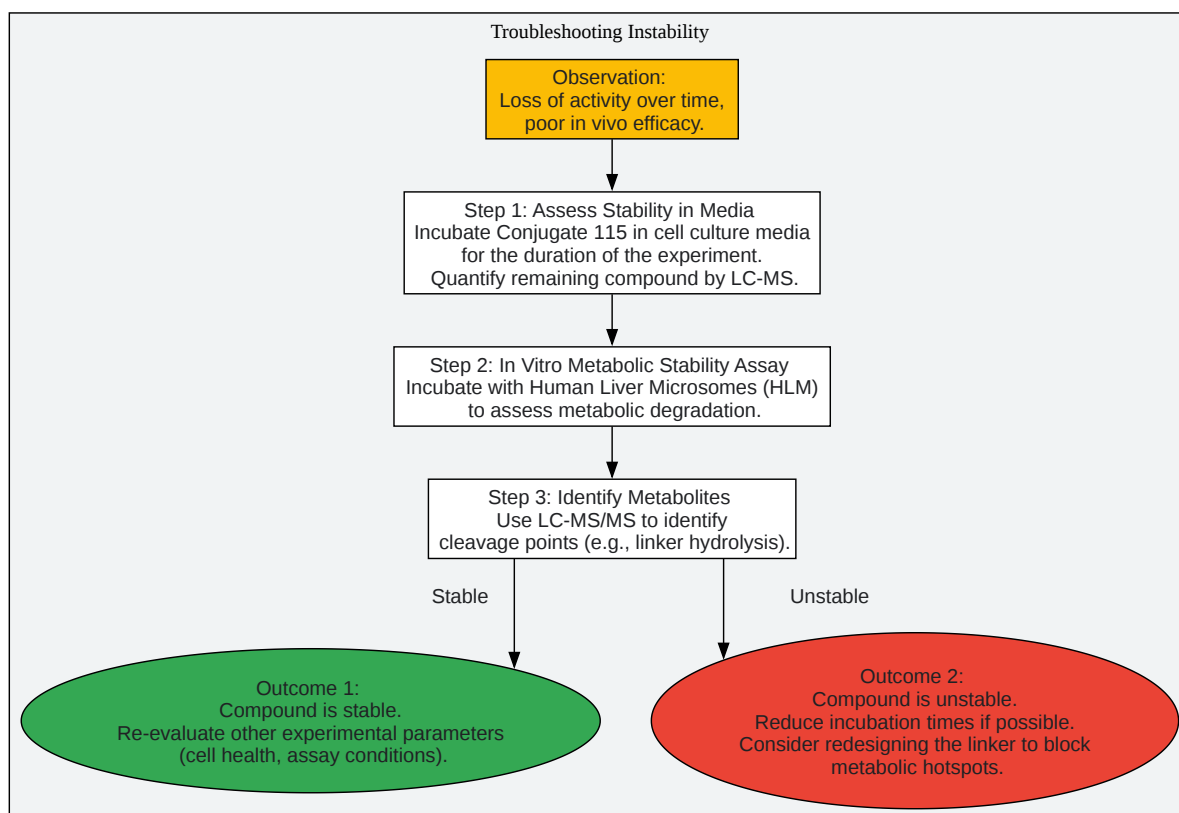 Troubleshooting Instability
Observation:
Loss of activity over time,
poor in vivo efficacy.
Step 1: Assess Stability in Media
Incubate Conjugate 115 in cell culture media
for the duration of the experiment.
Quantify remaining compound by LC-MS.
Step 2: In Vitro Metabolic Stability Assay
Incubate with Human Liver Microsomes (HLM)
to assess metabolic degradation.
Step 3: Identify Metabolites
Use LC-MS/MS to identify
cleavage points (e.g., linker hydrolysis).
Stable
Unstable
Outcome 1:
Compound is stable.
Re-evaluate other experimental parameters
(cell health, assay conditions).
Outcome 2:
Compound is unstable.
Reduce incubation times if possible.
Consider redesigning the linker to block
metabolic hotspots.